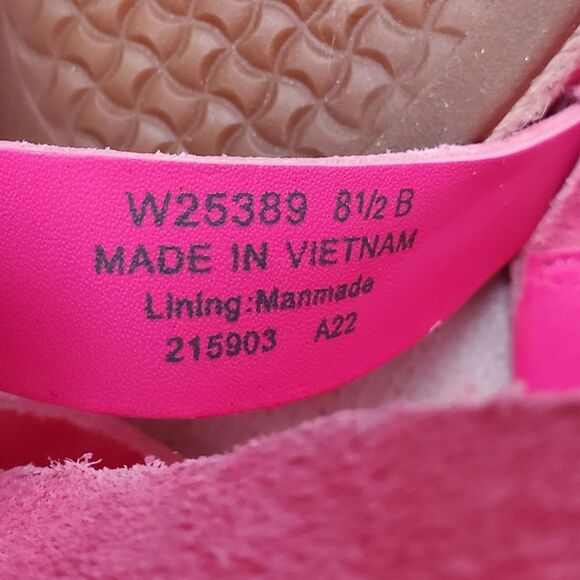 W25389 8½ B
MADE IN VIETNAM
Lining:Manmade
215903 A22